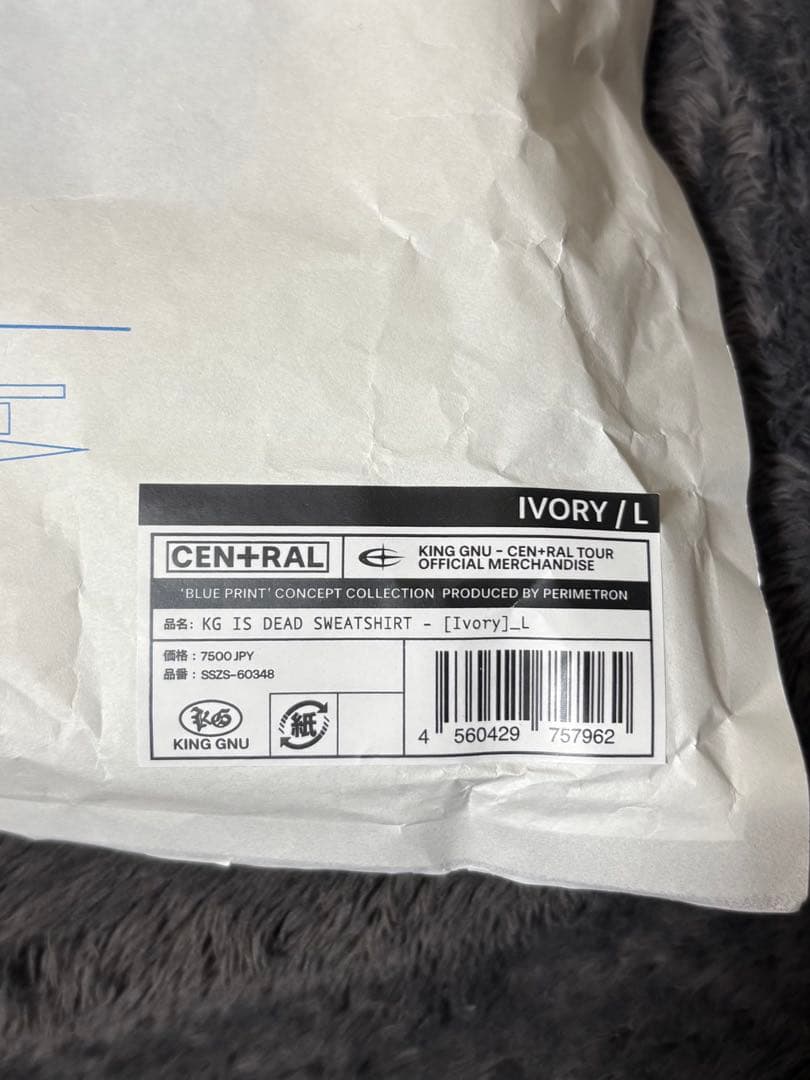 IVORY / L
CEN+RAL
KING GNU - CEN+RAL TOUR
OFFICIAL MERCHANDISE
'BLUE PRINT' CONCEPT COLLECTION PRODUCED BY PERIMETRON
品名: KG IS DEAD SWEATSHIRT - [Ivory]_L
価格 : 7500 JPY
品番 : SSZS-60348
KG
KING GNU
紙
4 560429 757962